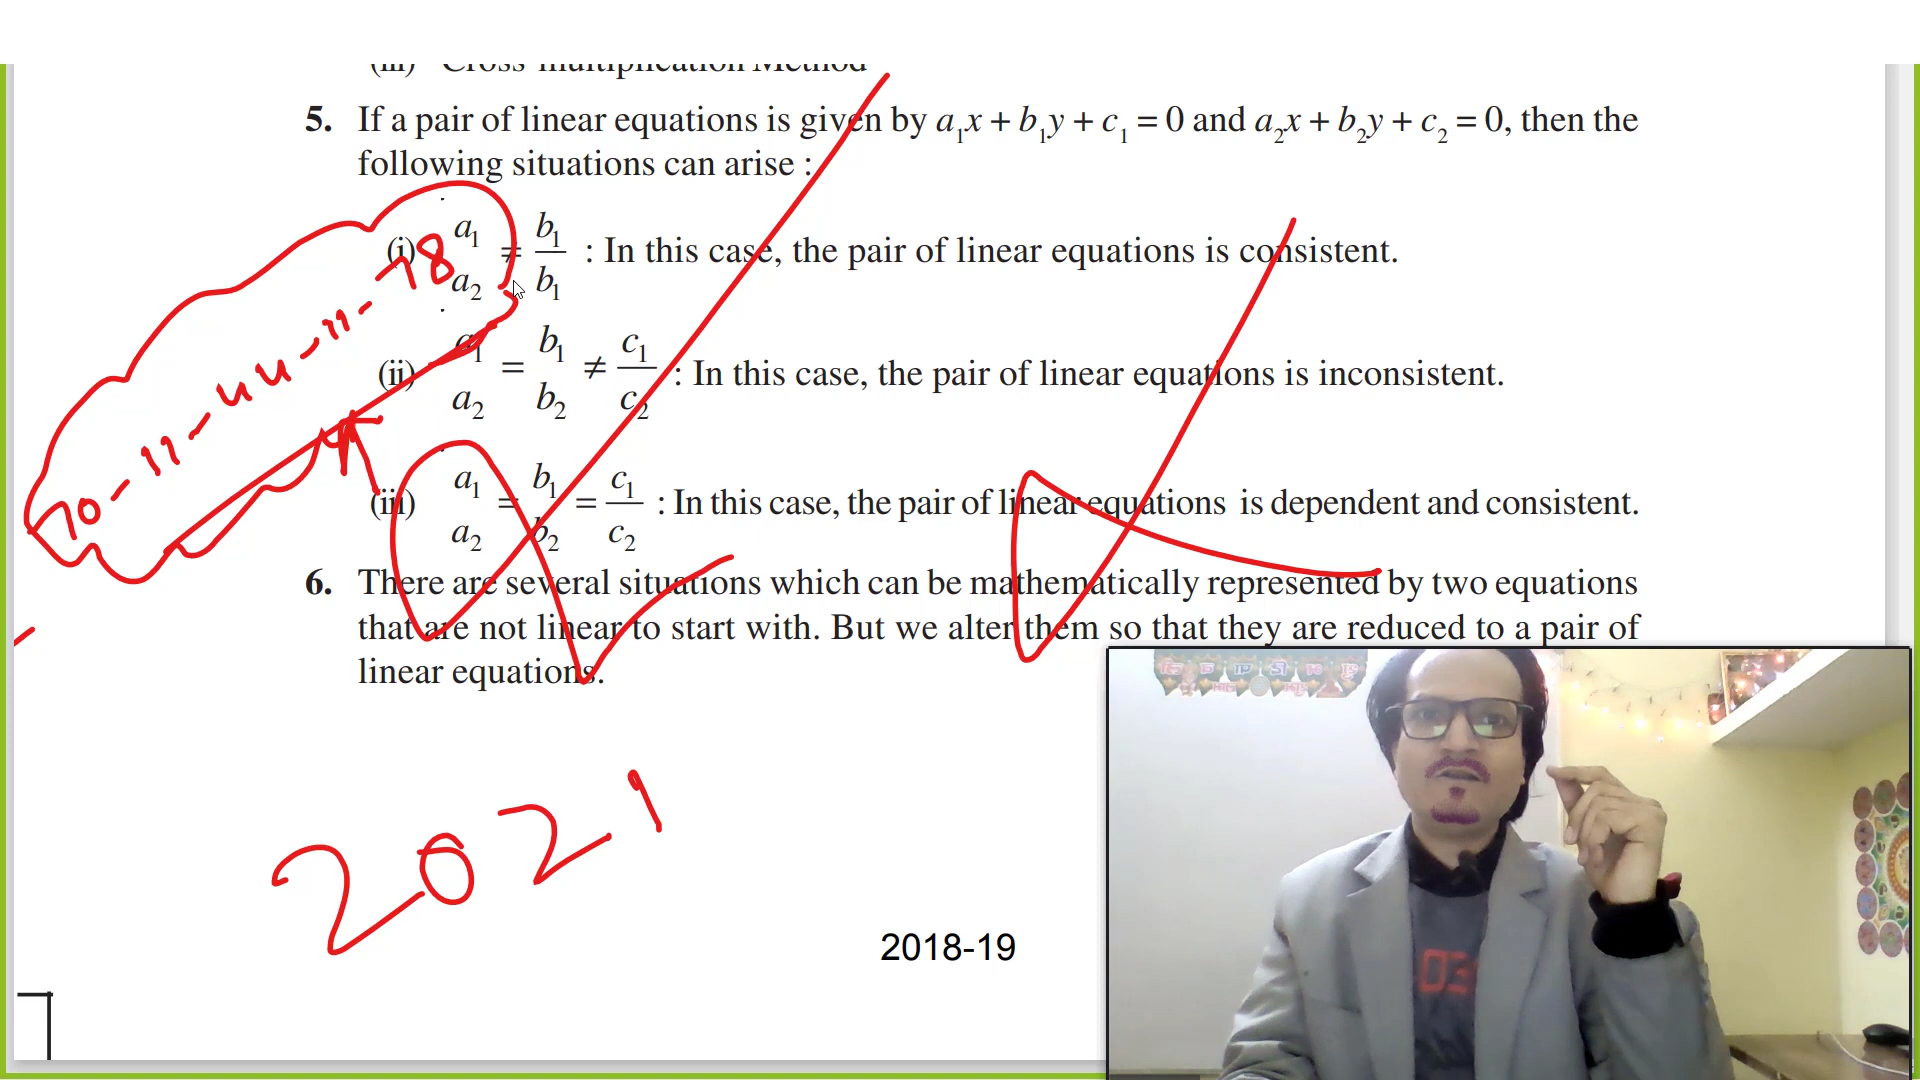 (iii) Cross-multiplication Method
5. If a pair of linear equations is given by a₁x + b₁y + c₁ = 0 and a₂x + b₂y + c₂ = 0, then the
following situations can arise :
(i) a₁/a₂ ≠ b₁/b₁ : In this case, the pair of linear equations is consistent.
(ii) a₁/a₂ = b₁/b₂ ≠ c₁/c₂ : In this case, the pair of linear equations is inconsistent.
(iii) a₁/a₂ = b₁/b₂ = c₁/c₂ : In this case, the pair of linear equations is dependent and consistent.
6. There are several situations which can be mathematically represented by two equations
that are not linear to start with. But we alter them so that they are reduced to a pair of
linear equations.
2021
2018-19